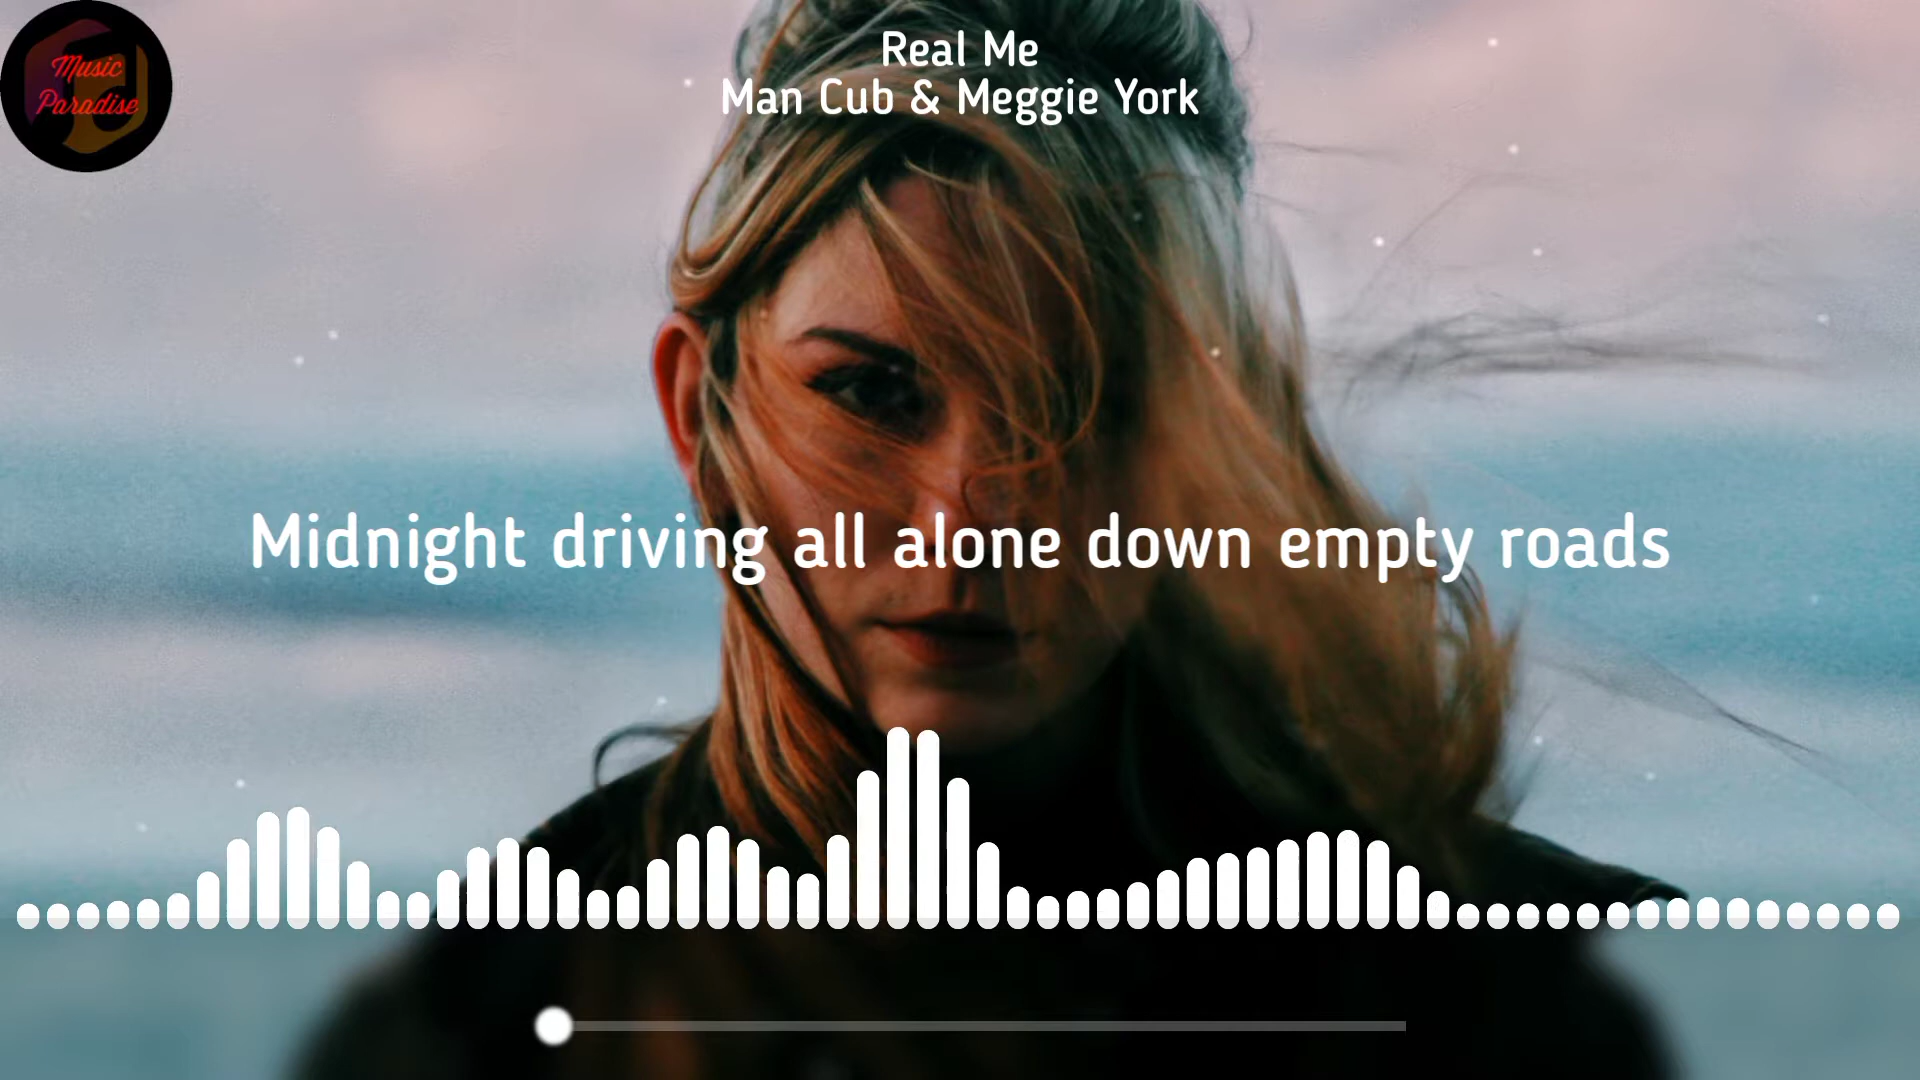 Music
Paradise
Real Me
Man Cub & Meggie York
Midnight driving all alone down empty roads